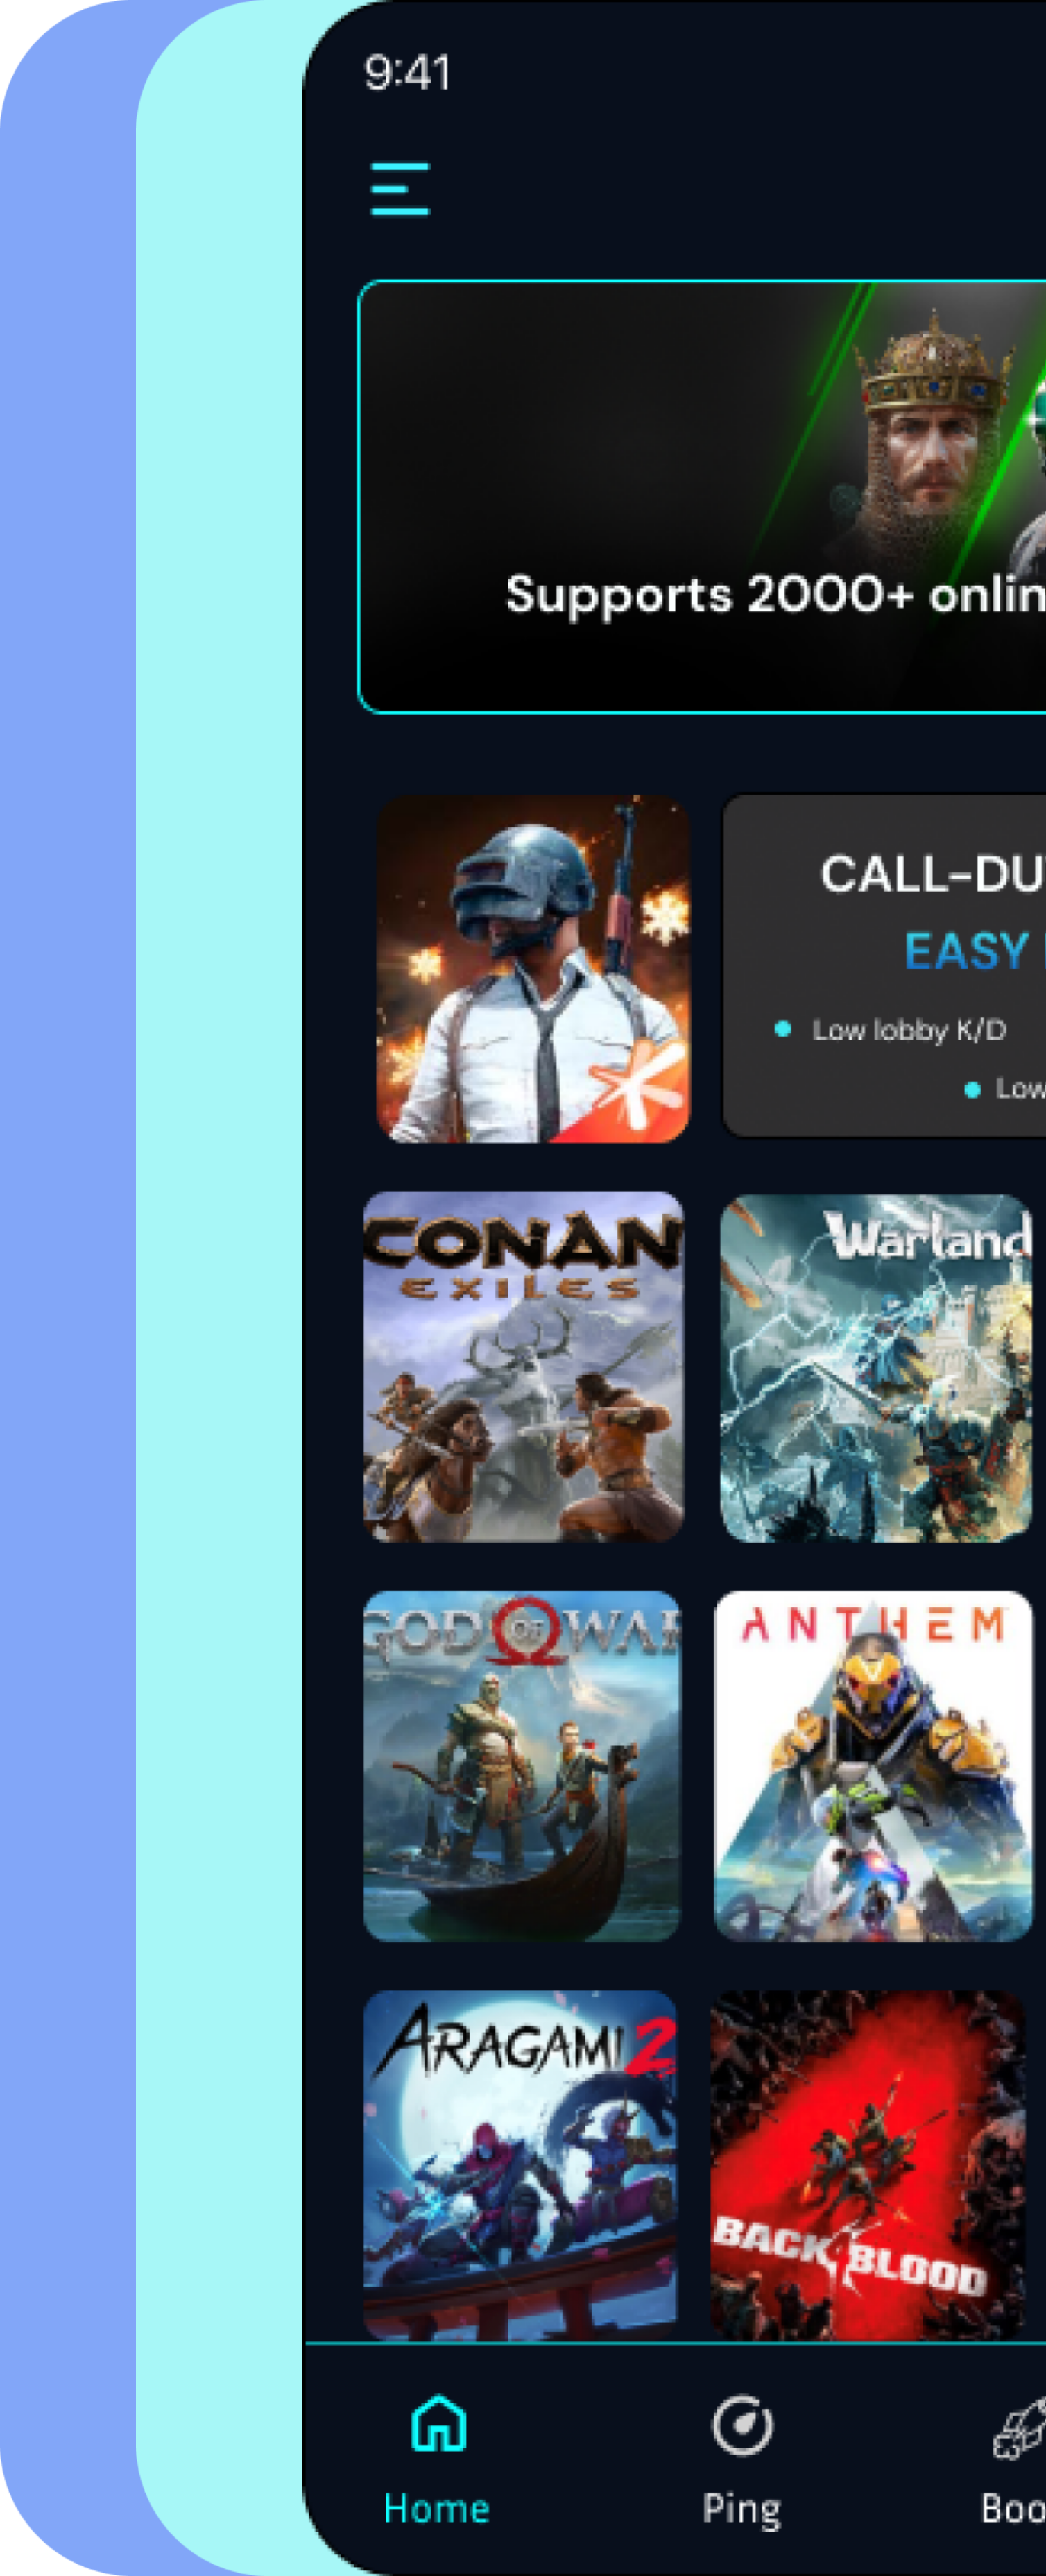 9:41
Supports 2000+ onlin
CALL-DU
EASY
Low lobby K/D
Low
CONAN
EXILES
Warland
GOD OF WAR
ANTHEM
ARAGAMI 2
BACK 4 BLOOD
Home
Ping
Boo